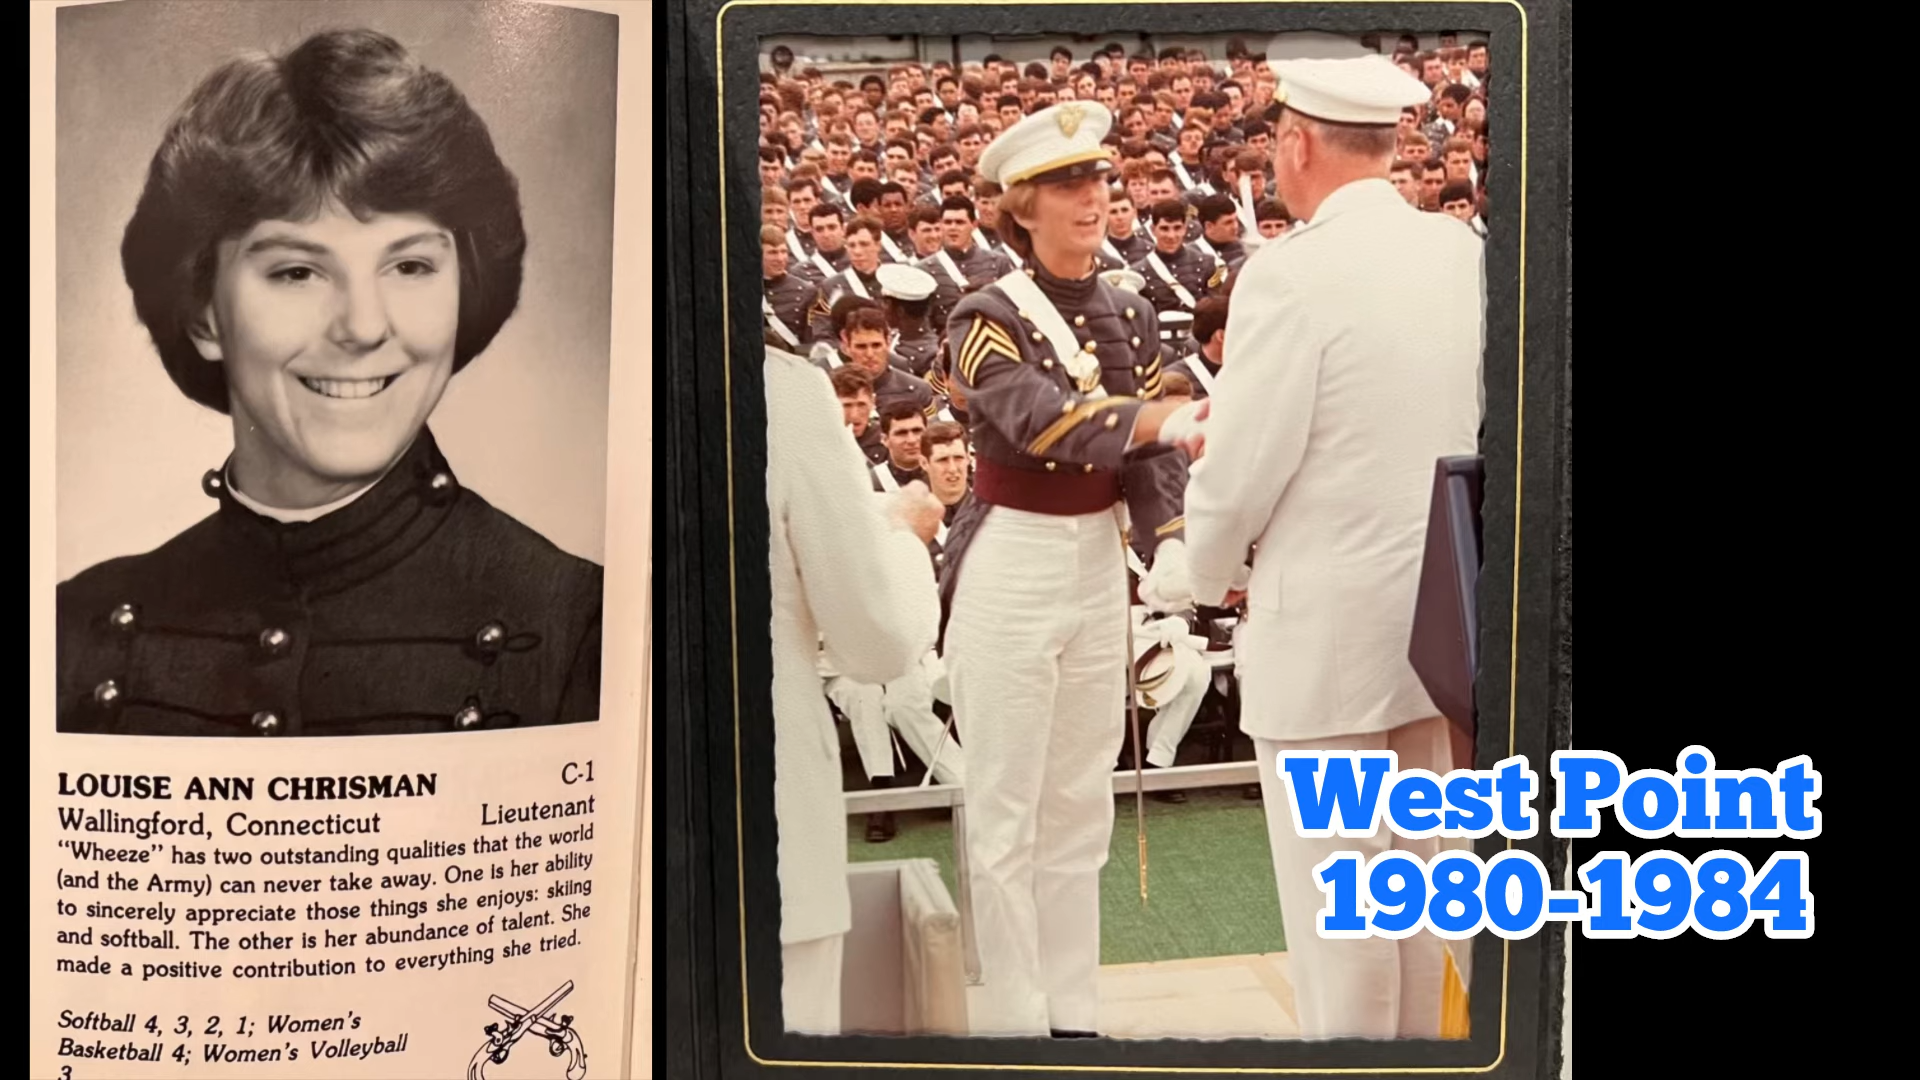 LOUISE ANN CHRISMAN C-1
Wallingford, Connecticut Lieutenant
“Wheeze” has two outstanding qualities that the world
(and the Army) can never take away. One is her ability
to sincerely appreciate those things she enjoys: skiing
and softball. The other is her abundance of talent. She
made a positive contribution to everything she tried.
Softball 4, 3, 2, 1; Women’s
Basketball 4; Women’s Volleyball
3
West Point
1980-1984